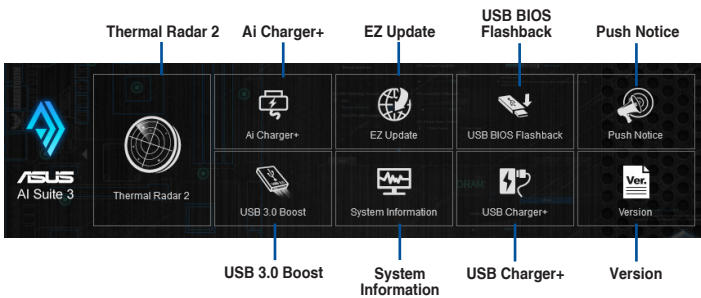 USB BIOS
Thermal Radar 2 Ai Charger+ EZ Update Flashback Push Notice
Ai Charger+ EZ Update USB BIOS Flashback Push Notice
ASUS
AI Suite 3
Thermal Radar 2
Ver.
USB 3.0 Boost System Information USB Charger+ Version
USB 3.0 Boost System USB Charger+ Version
Information